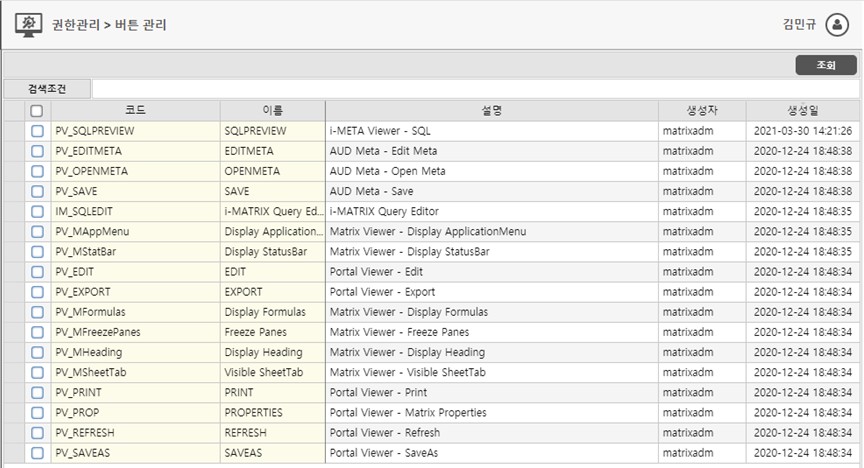 권한관리 > 버튼 관리 김민규
조회
검색조건
코드 이름 설명 생성자 생성일
PV_SQLPREVIEW SQLPREVIEW i-META Viewer - SQL matrixadm 2021-03-30 14:21:26
PV_EDITMETA EDITMETA AUD Meta - Edit Meta matrixadm 2020-12-24 18:48:38
PV_OPENMETA OPENMETA AUD Meta - Open Meta matrixadm 2020-12-24 18:48:38
PV_SAVE SAVE AUD Meta - Save matrixadm 2020-12-24 18:48:38
IM_SQLEDIT i-MATRIX Query Ed... i-MATRIX Query Editor matrixadm 2020-12-24 18:48:35
PV_MAppMenu Display Application... Matrix Viewer - Display ApplicationMenu matrixadm 2020-12-24 18:48:35
PV_MStatBar Display StatusBar Matrix Viewer - Display StatusBar matrixadm 2020-12-24 18:48:35
PV_EDIT EDIT Portal Viewer - Edit matrixadm 2020-12-24 18:48:34
PV_EXPORT EXPORT Portal Viewer - Export matrixadm 2020-12-24 18:48:34
PV_MFormulas Display Formulas Matrix Viewer - Display Formulas matrixadm 2020-12-24 18:48:34
PV_MFreezePanes Freeze Panes Matrix Viewer - Freeze Panes matrixadm 2020-12-24 18:48:34
PV_MHeading Display Heading Matrix Viewer - Display Heading matrixadm 2020-12-24 18:48:34
PV_MSheetTab Visible SheetTab Matrix Viewer - Visible SheetTab matrixadm 2020-12-24 18:48:34
PV_PRINT PRINT Portal Viewer - Print matrixadm 2020-12-24 18:48:34
PV_PROP PROPERTIES Portal Viewer - Matrix Properties matrixadm 2020-12-24 18:48:34
PV_REFRESH REFRESH Portal Viewer - Refresh matrixadm 2020-12-24 18:48:34
PV_SAVEAS SAVEAS Portal Viewer - SaveAs matrixadm 2020-12-24 18:48:34